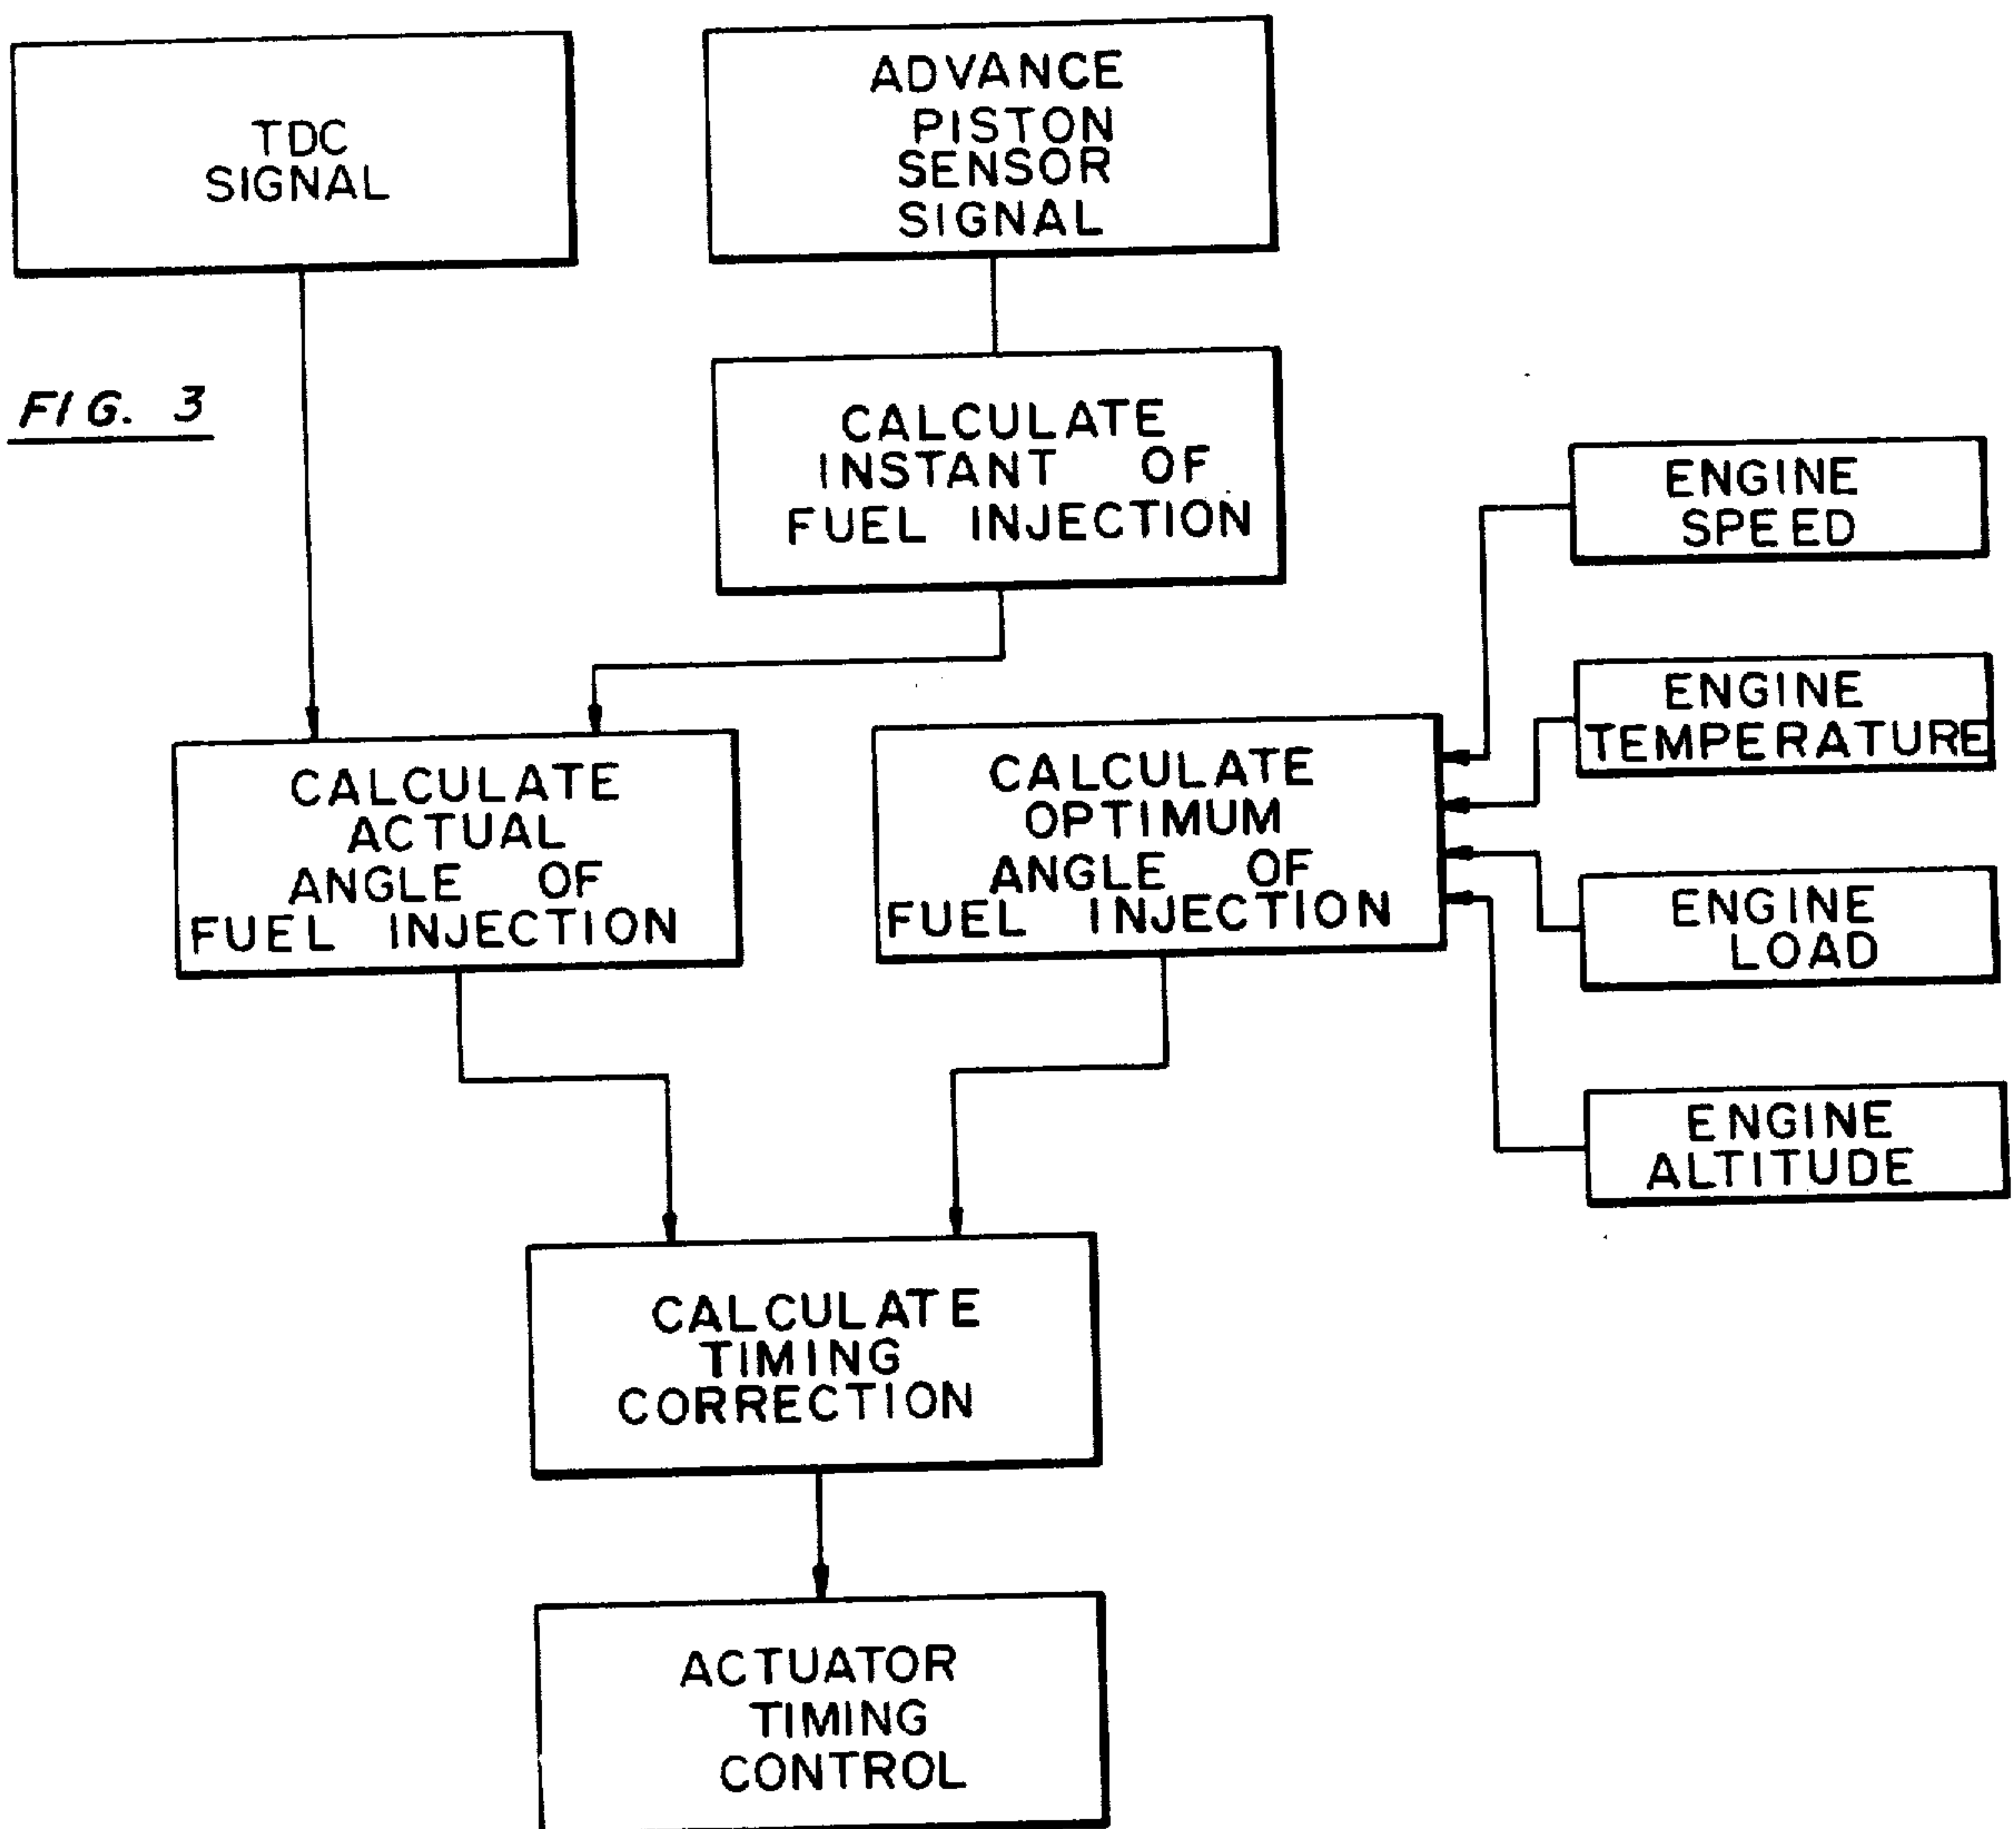 TDC
SIGNAL
ADVANCE
PISTON
SENSOR
SIGNAL
FIG. 3
CALCULATE
INSTANT OF
FUEL INJECTION
ENGINE
SPEED
ENGINE
TEMPERATURE
CALCULATE
ACTUAL
ANGLE OF
FUEL INJECTION
CALCULATE
OPTIMUM
ANGLE OF
FUEL INJECTION
ENGINE
LOAD
ENGINE
ALTITUDE
CALCULATE
TIMING
CORRECTION
ACTUATOR
TIMING
CONTROL